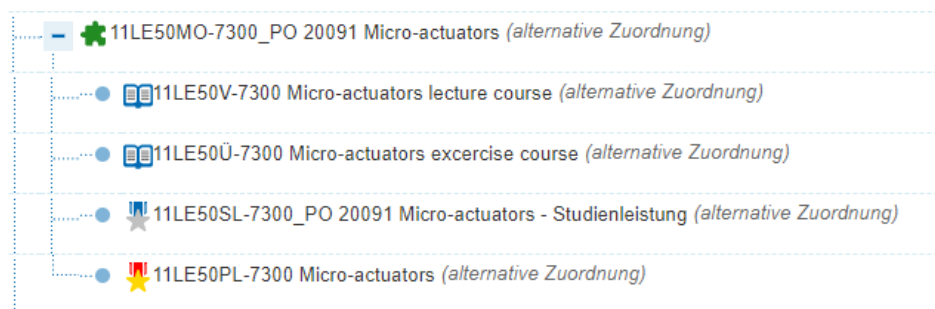 11LE50MO-7300_PO 20091 Micro-actuators (alternative Zuordnung)
11LE50V-7300 Micro-actuators lecture course (alternative Zuordnung)
11LE50Ü-7300 Micro-actuators excercise course (alternative Zuordnung)
11LE50SL-7300_PO 20091 Micro-actuators - Studienleistung (alternative Zuordnung)
11LE50PL-7300 Micro-actuators (alternative Zuordnung)